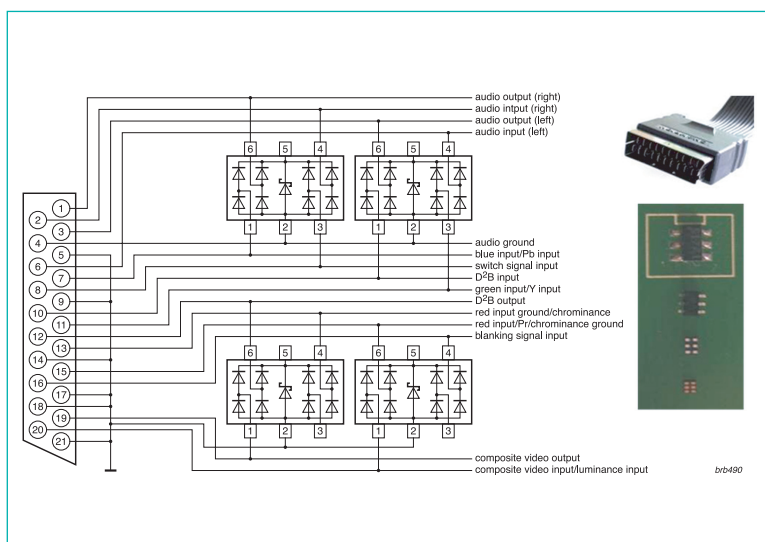 audio output (right)
audio intput (right)
audio output (left)
audio input (left)
6 5 4 6 5 4
1 2 3 1 2 3
1
2
3
4
5
6
7
8
9
10
11
12
13
14
15
16
17
18
19
20
21
audio ground
blue input/Pb input
switch signal input
D²B input
green input/Y input
D²B output
red input ground/chrominance
red input/Pr/chrominance ground
blanking signal input
6 5 4 6 5 4
1 2 3 1 2 3
composite video output
composite video input/luminance input
brb490